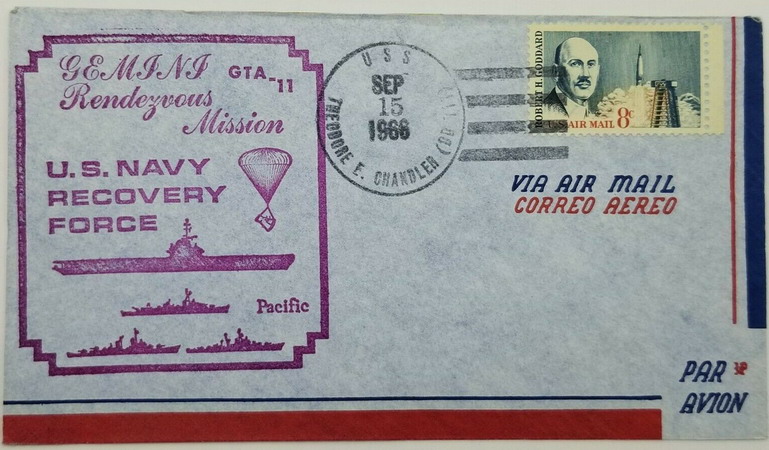 GEMINI GTA-11
Rendezvous
Mission
U.S. NAVY
RECOVERY
FORCE
Pacific
USS
THEODORE E. CHANDLER (DD
SEP
15
1966
ROBERT H. GODDARD
U.S. AIR MAIL 8c
VIA AIR MAIL
CORREO AEREO
PAR
AVION